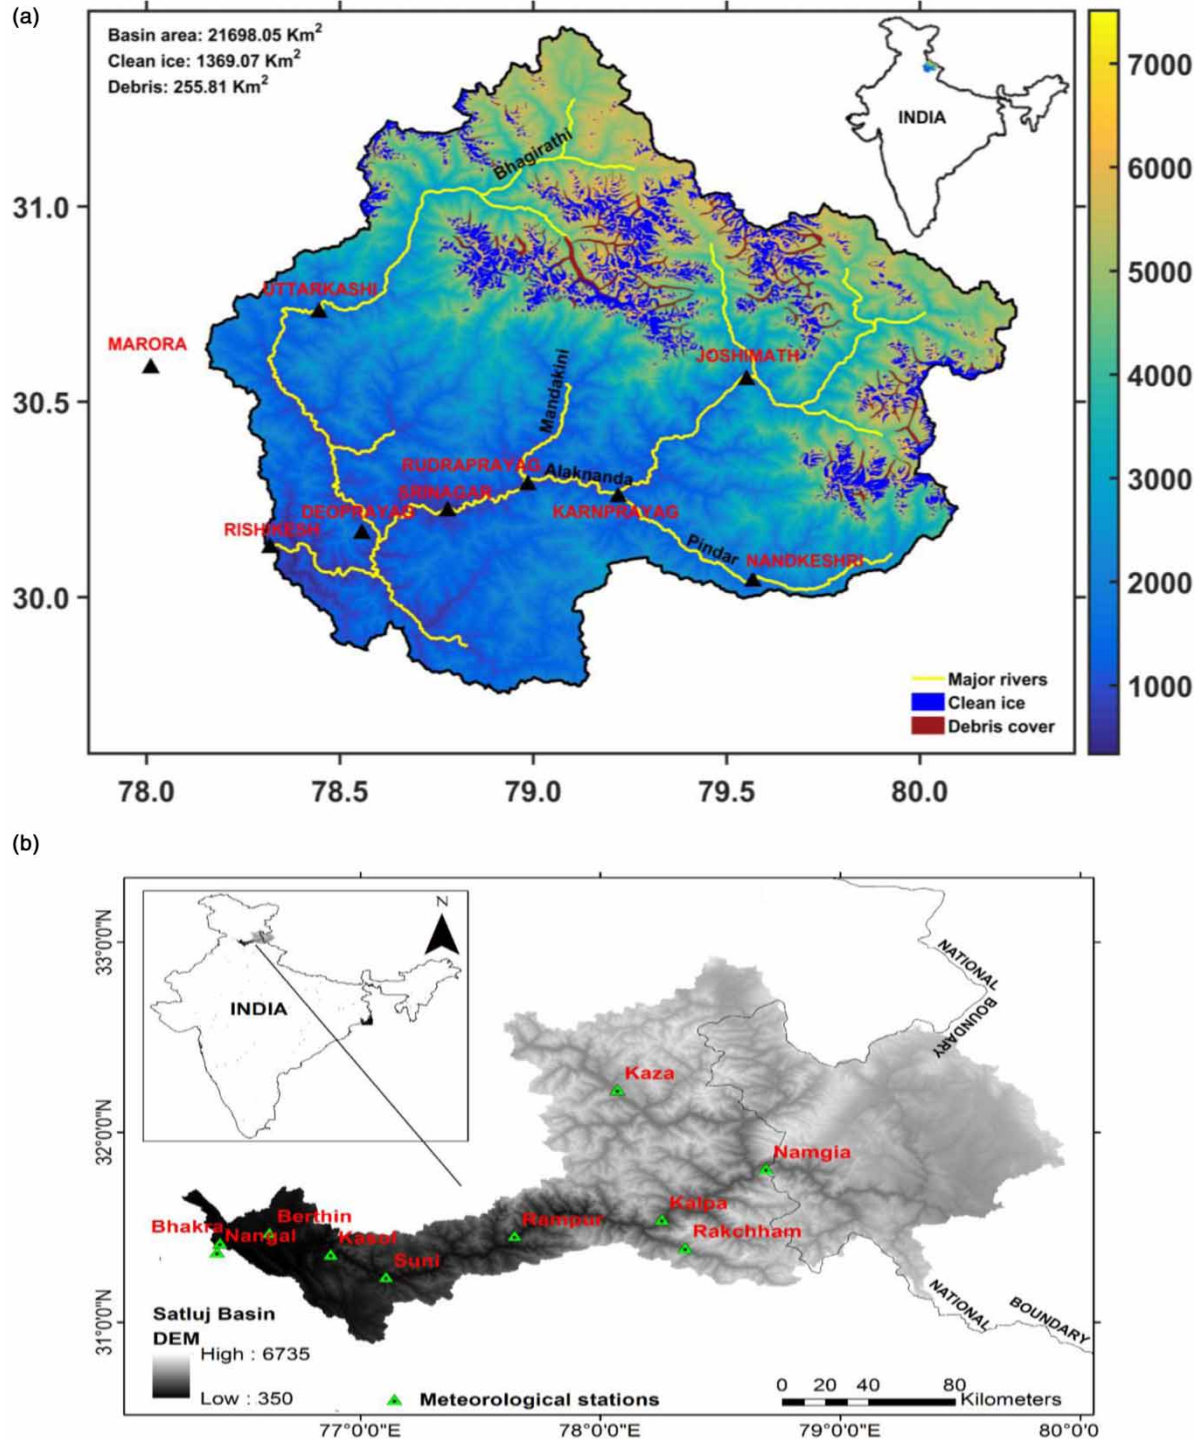 (a)
Basin area: 21698.05 Km2
Clean ice: 1369.07 Km2
Debris: 255.81 Km2
INDIA
7000
6000
5000
4000
3000
2000
1000
31.0
30.5
30.0
Bhagirathi
UTTARKASHI
MARORA
JOSHIMATH
Mandakini
RUDRAPRAYAG
Alaknanda
SRINAGAR
DEOPRAYAG
KARNPRAYAG
RISHIKESH
Pindar
NANDKESHRI
Major rivers
Clean ice
Debris cover
78.0 78.5 79.0 79.5 80.0
(b)
N
INDIA
NATIONAL
BOUNDARY
33°0'0"N
32°0'0"N
31°0'0"N
Kaza
Namgia
Kalpa
Rakchham
Rampur
Berthin
Bhakra
Nangal
Kasol
Suni
NATIONAL
BOUNDARY
Satluj Basin
DEM
High : 6735
Low : 350
Meteorological stations
0 20 40 80
Kilometers
77°0'0"E 78°0'0"E 79°0'0"E 80°0'0